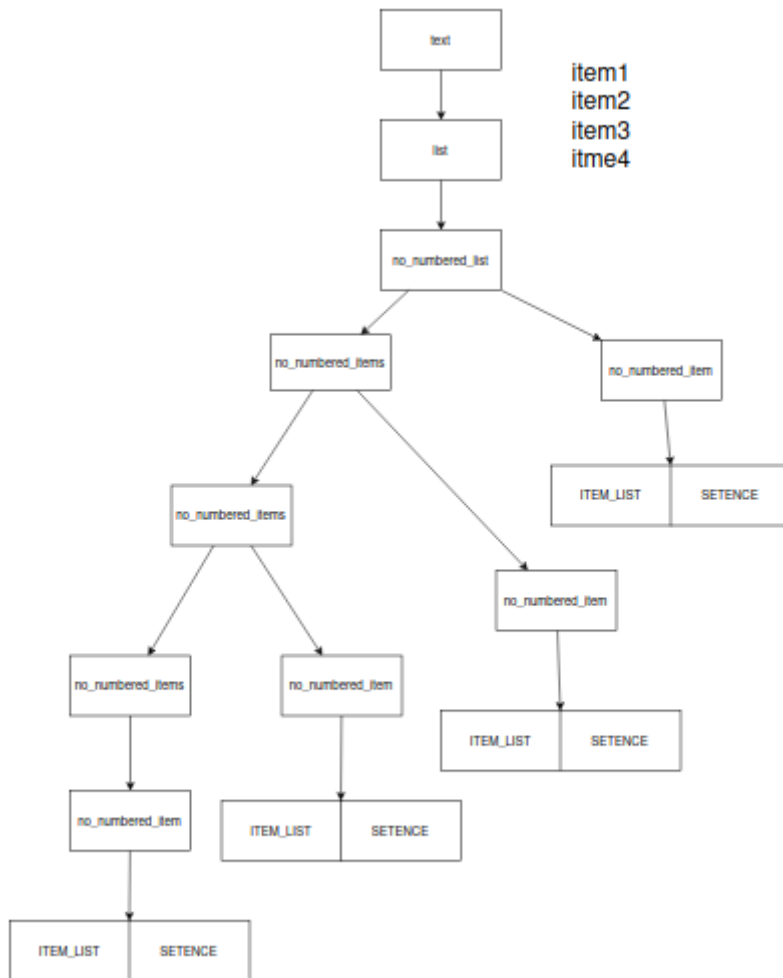 text
item1
item2
item3
itme4
list
no_numbered_list
no_numbered_items
no_numbered_item
ITEM_LIST SETENCE
no_numbered_items
no_numbered_item
no_numbered_items
no_numbered_item
ITEM_LIST SETENCE
no_numbered_item
ITEM_LIST SETENCE
ITEM_LIST SETENCE